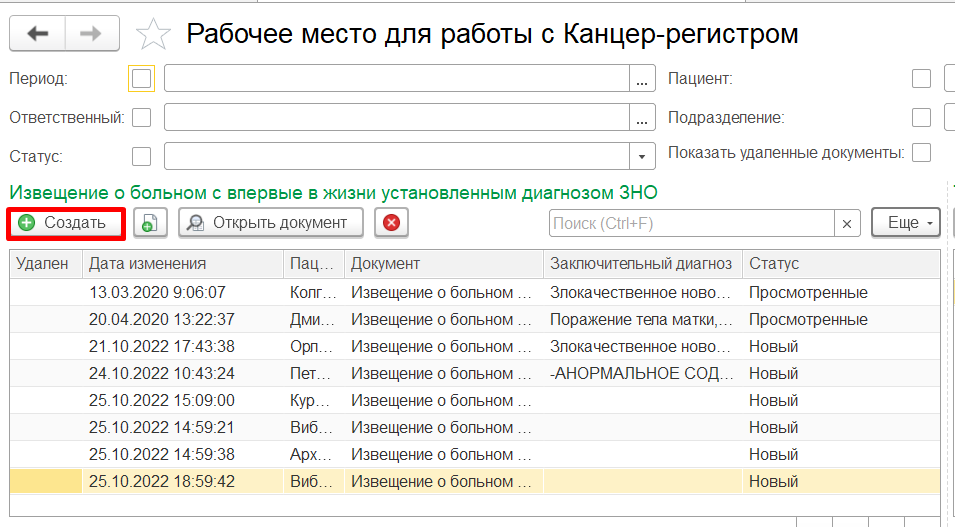 Рабочее место для работы с Канцер-регистром
Период: ... Пациент:
Ответственный: ... Подразделение:
Статус: Показать удаленные документы:
Извещение о больном с впервые в жизни установленным диагнозом ЗНО
Создать Открыть документ Поиск (Ctrl+F) × Еще
Удален Дата изменения Пац... Документ Заключительный диагноз Статус
13.03.2020 9:06:07 Колг... Извещение о больном ... Злокачественное ново... Просмотренные
20.04.2020 13:22:37 Дми... Извещение о больном ... Поражение тела матки,... Просмотренные
21.10.2022 17:43:38 Орл... Извещение о больном ... Злокачественное ново... Новый
24.10.2022 10:43:24 Пет... Извещение о больном ... -АНОРМАЛЬНОЕ СОД... Новый
25.10.2022 15:09:00 Кур... Извещение о больном ... Новый
25.10.2022 14:59:21 Виб... Извещение о больном ... Новый
25.10.2022 14:59:38 Арх... Извещение о больном ... Новый
25.10.2022 18:59:42 Виб... Извещение о больном ... Новый